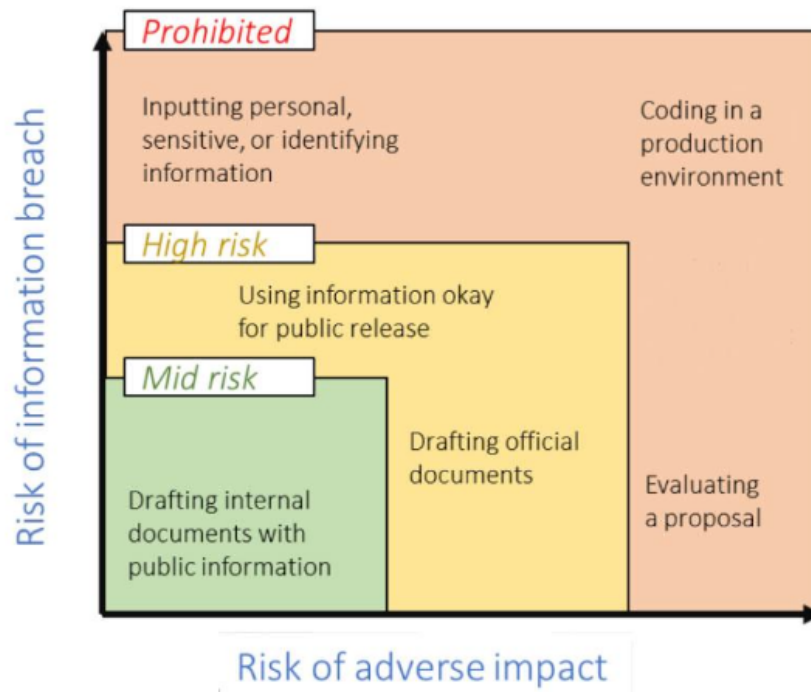 Prohibited
Inputting personal,
sensitive, or identifying
information
Coding in a
production
environment
High risk
Using information okay
for public release
Mid risk
Drafting official
documents
Drafting internal
documents with
public information
Evaluating
a proposal
Risk of information breach
Risk of adverse impact